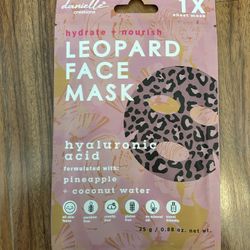 danielle
creations
1X
sheet mask
hydrate + nourish
LEOPARD
FACE
MASK
hyaluronic
acid
formulated with:
pineapple
+ coconut water
25 g / 0.88 oz. net wt.